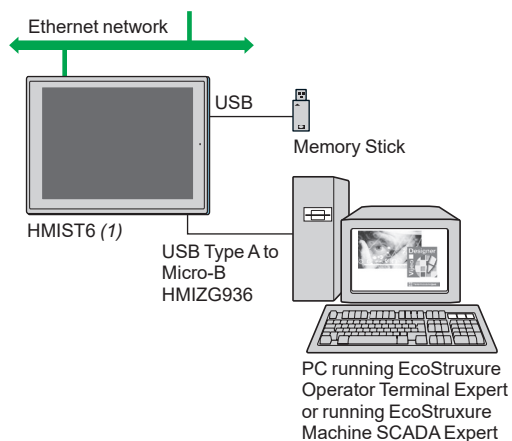 Ethernet network
USB
Memory Stick
HMIST6 (1)
USB Type A to
Micro-B
HMIZG936
Designer
PC running EcoStruxure
Operator Terminal Expert
or running EcoStruxure
Machine SCADA Expert